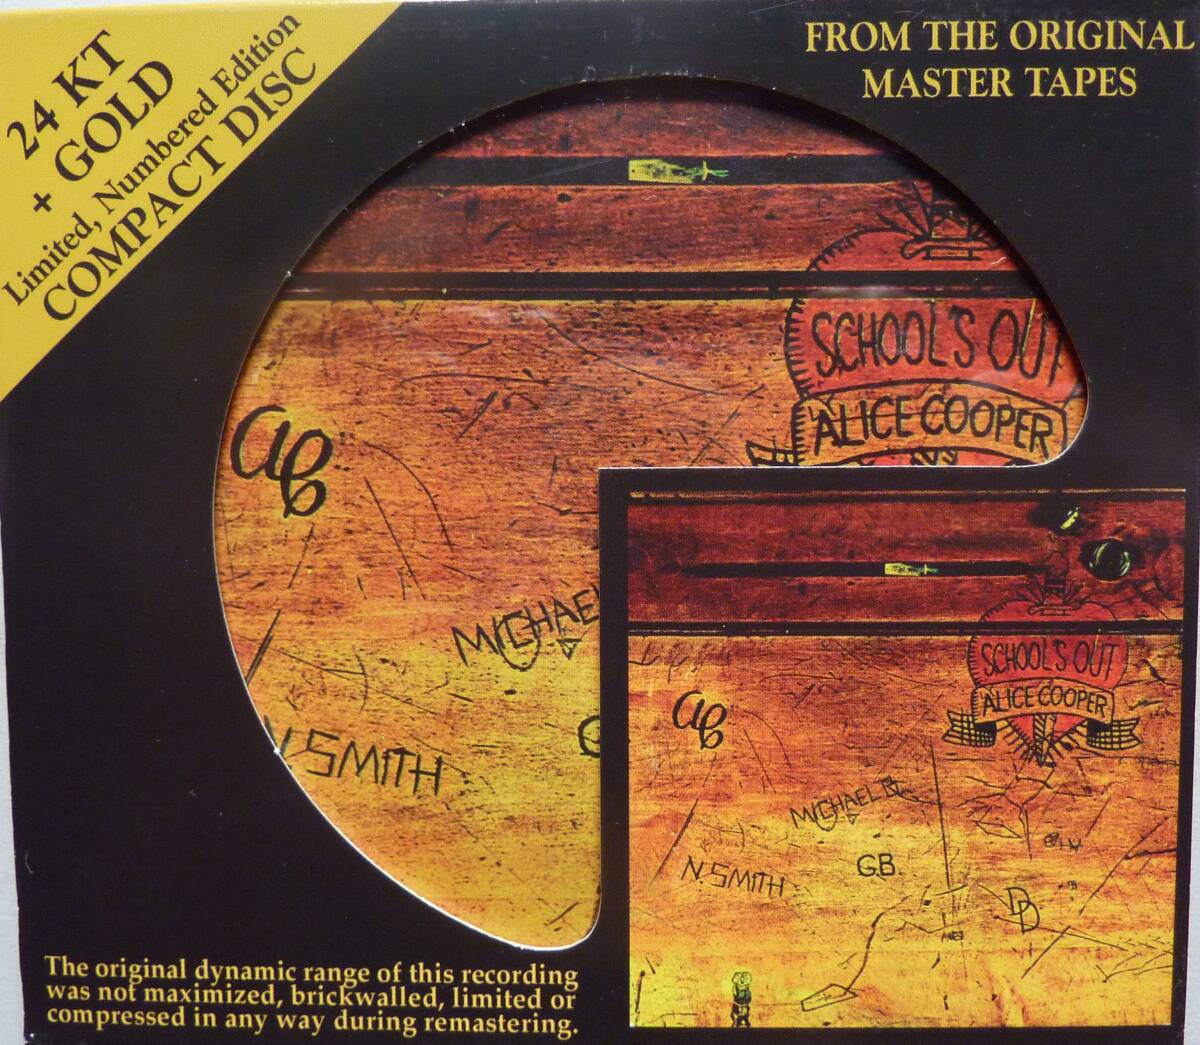 24 KT
+ GOLD
Limited, Numbered Edition
COMPACT DISC
FROM THE ORIGINAL
MASTER TAPES
SCHOOL'S OUT
ALICE COOPER
ac
MICHAEL
N. SMITH
G
SCHOOL'S OUT
ALICE COOPER
ac
MICHAEL B.
G.B.
N. SMITH
DB
The original dynamic range of this recording
was not maximized, brickwalled, limited or
compressed in any way during remastering.